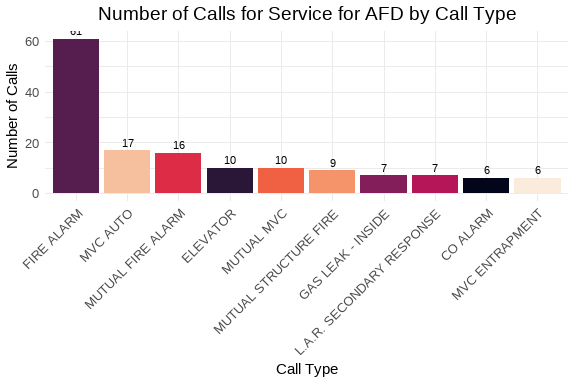 Number of Calls for Service for AFD by Call Type
Number of Calls
60
40
20
0
61
17
16
10
10
9
7
7
6
6
FIRE ALARM
MVC AUTO
MUTUAL FIRE ALARM
ELEVATOR
MUTUAL MVC
MUTUAL STRUCTURE FIRE
GAS LEAK - INSIDE
L.A.R. SECONDARY RESPONSE
CO ALARM
MVC ENTRAPMENT
Call Type